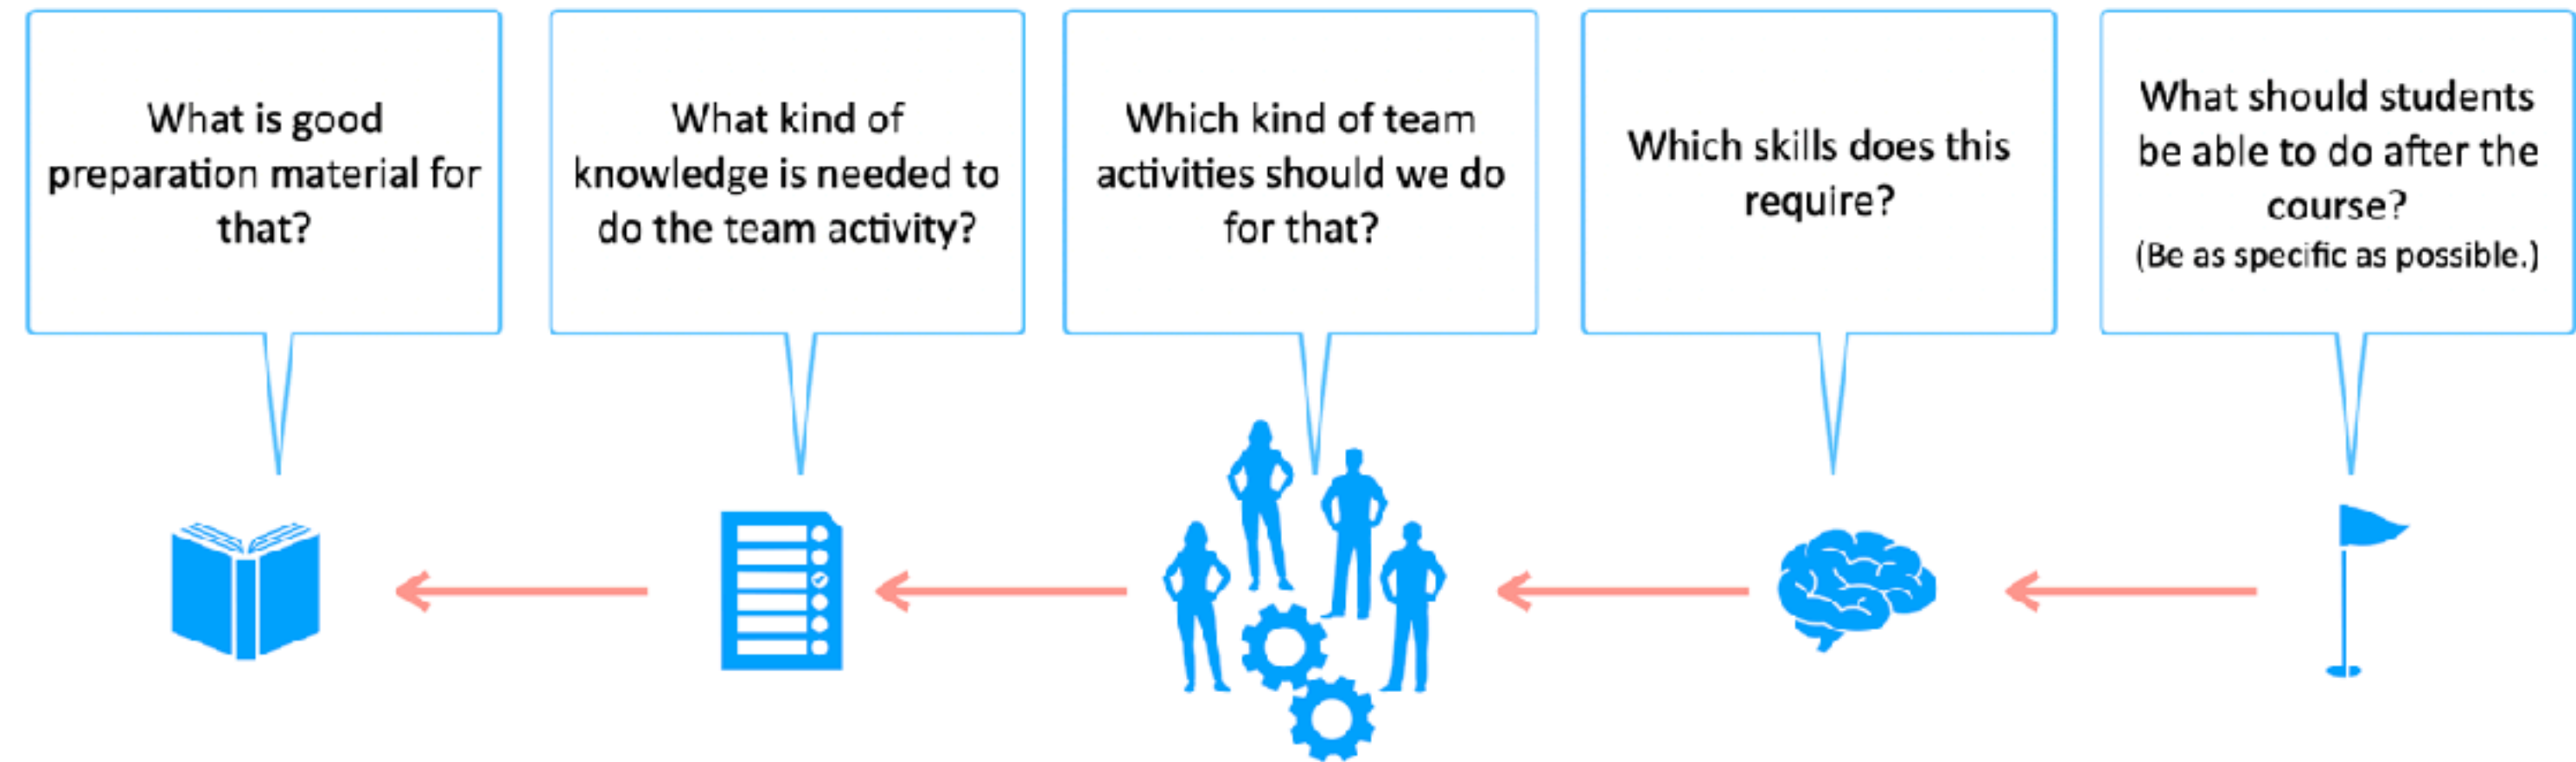 What is good
preparation material for
that?
What kind of
knowledge is needed to
do the team activity?
Which kind of team
activities should we do
for that?
Which skills does this
require?
What should students
be able to do after the
course?
(Be as specific as possible.)